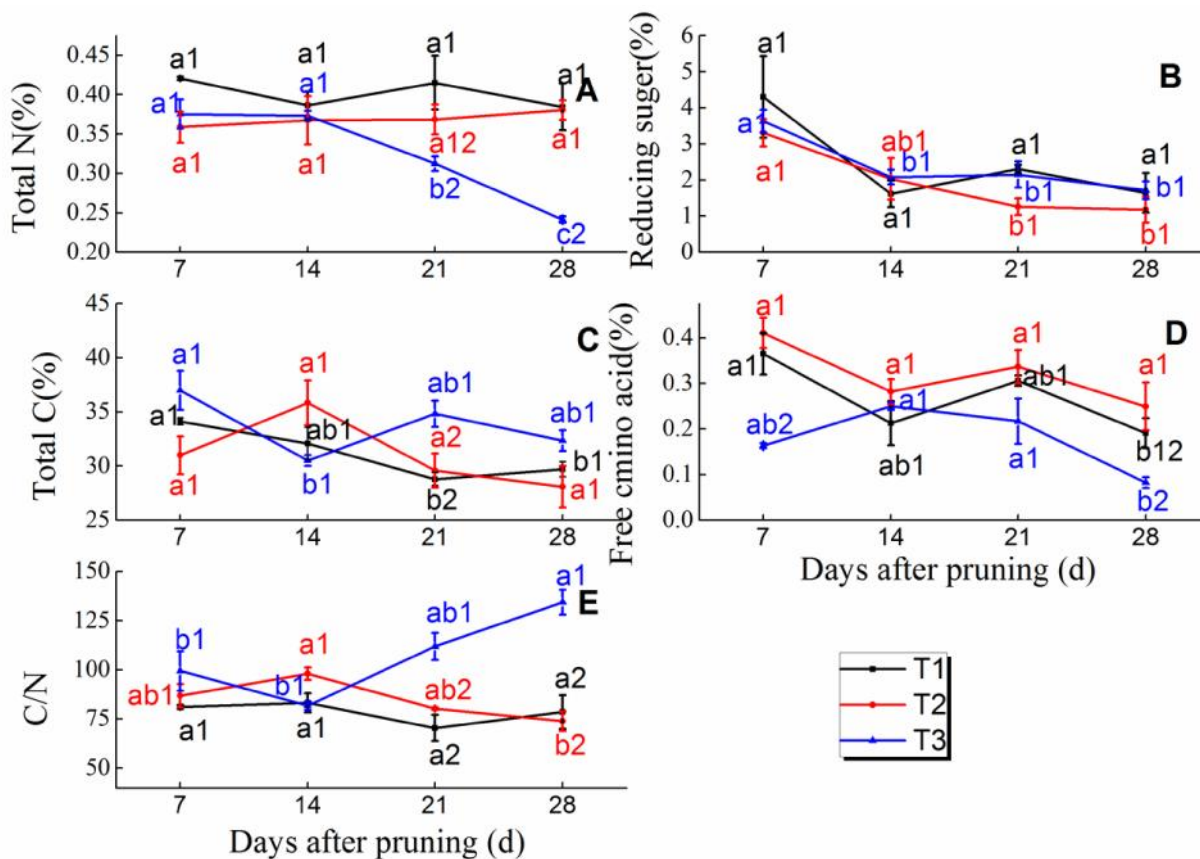 Total N(%)
0.45
0.40
0.35
0.30
0.25
0.20
a1
a1
a1
a1
A
a1
a1
a1
a1
a12
a1
b2
c2
7
14
21
28
Reducing suger(%)
6
5
4
3
2
1
0
a1
B
a1
a1
ab1
b1
a1
a1
b1
a1
b1
b1
b1
7
14
21
28
Total C(%)
45
40
35
30
25
C
a1
a1
ab1
ab1
a1
ab1
a2
b1
a1
b1
b2
a1
7
14
21
28
Free cmino acid(%)
0.4
0.3
0.2
0.1
0.0
a1
D
a1
a1
a1
a1
ab1
a1
ab2
b12
ab1
a1
b2
7
14
21
28
Days after pruning (d)
C/N
150
125
100
75
50
a1
E
ab1
b1
a1
ab1
b1
ab2
a2
a1
a1
a2
b2
7
14
21
28
Days after pruning (d)
T1
T2
T3